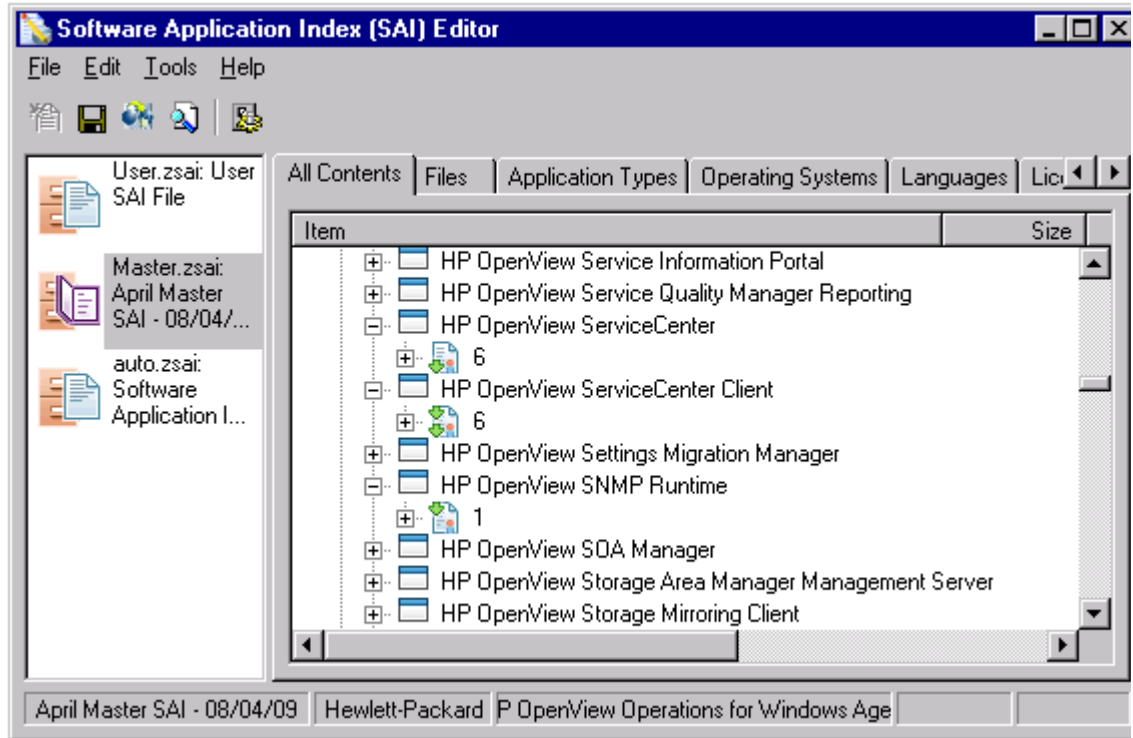 Software Application Index (SAI) Editor
File Edit Tools Help
User.zsai: User
SAI File
Master.zsai:
April Master
SAI - 08/04/...
auto.zsai:
Software
Application I...
All Contents Files Application Types Operating Systems Languages Lic
Item Size
HP OpenView Service Information Portal
HP OpenView Service Quality Manager Reporting
HP OpenView ServiceCenter
6
HP OpenView ServiceCenter Client
6
HP OpenView Settings Migration Manager
HP OpenView SNMP Runtime
1
HP OpenView SOA Manager
HP OpenView Storage Area Manager Management Server
HP OpenView Storage Mirroring Client
April Master SAI - 08/04/09 Hewlett-Packard P OpenView Operations for Windows Age